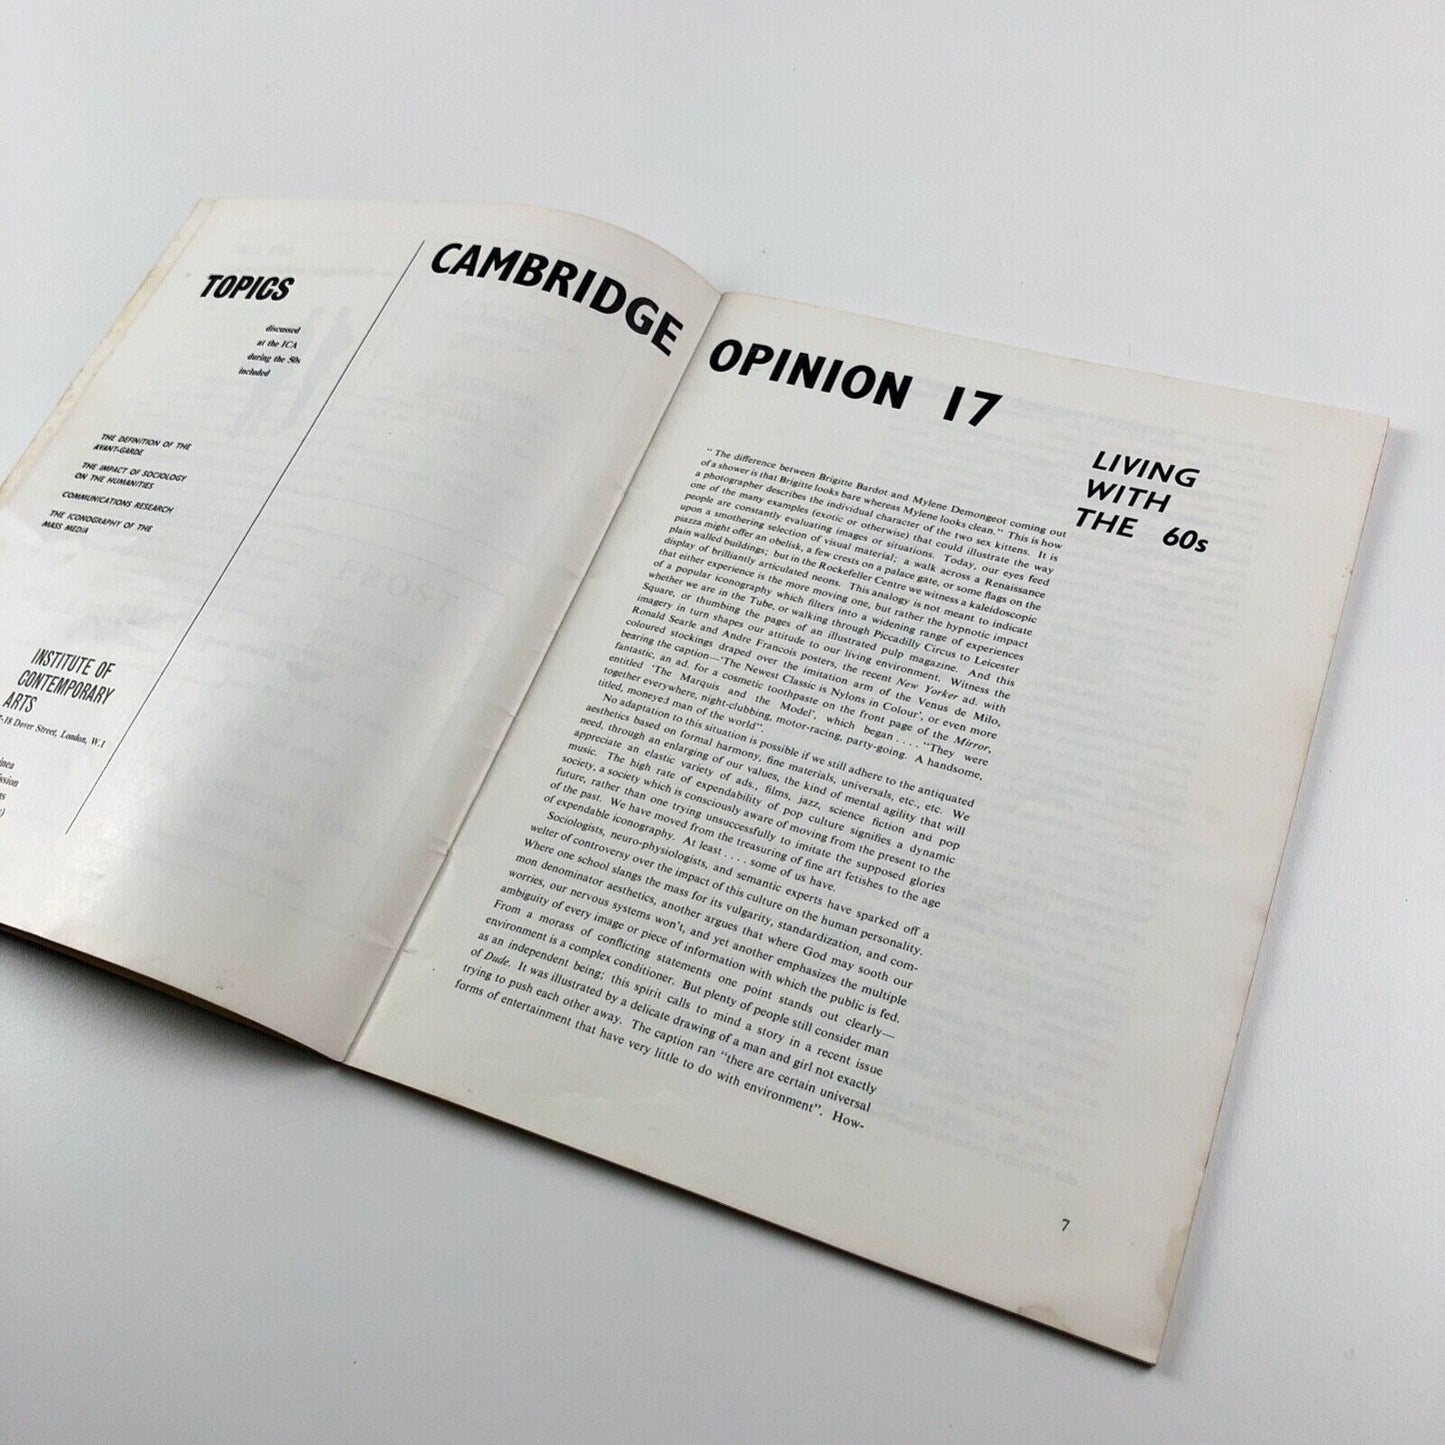 TOPICS
discussed
at the ICA
during the 50s
included
THE DEFINITION OF THE
AVANT-GARDE
THE IMPACT OF SOCIOLOGY
ON THE HUMANITIES
COMMUNICATIONS RESEARCH
THE ICONOGRAPHY OF THE
MASS MEDIA
INSTITUTE OF
CONTEMPORARY
ARTS
-18 Dover Street, London, W.1
CAMBRIDGE OPINION 17
LIVING
WITH
THE 60s
“ The difference between Brigitte Bardot and Mylene Demongeot coming out
of a shower is that Brigitte looks bare whereas Mylene looks clean.” This is how
a photographer describes the individual character of the two sex kittens. It is
one of the many examples (exotic or otherwise) that could illustrate the way
people are constantly evaluating images or situations. Today, our eyes feed
upon a smothering selection of visual material; a walk across a Renaissance
piazza might offer an obelisk, a few crests on a palace gate, or some flags on the
plain walled buildings; but in the Rockefeller Centre we witness a kaleidoscopic
display of brilliantly articulated neons. This analogy is not meant to indicate
that either experience is the more moving one, but rather the hypnotic impact
of a popular iconography which filters into a widening range of experiences
whether we are in the Tube, or walking through Piccadilly Circus to Leicester
Square, or thumbing the pages of an illustrated pulp magazine. And this
imagery in turn shapes our attitude to our living environment. Witness the
Ronald Searle and Andre Francois posters, the recent New Yorker ad. with
coloured stockings draped over the imitation arm of the Venus de Milo,
bearing the caption—‘The Newest Classic is Nylons in Colour’, or even more
fantastic, an ad. for a cosmetic toothpaste on the front page of the Mirror,
entitled ‘The Marquis and the Model’, which began . . . . “They were
together everywhere, night-clubbing, motor-racing, party-going. A handsome,
titled, moneyed man of the world”.
No adaptation to this situation is possible if we still adhere to the antiquated
aesthetics based on formal harmony, fine materials, universals, etc., etc. We
need, through an enlarging of our values, the kind of mental agility that will
appreciate an elastic variety of ads., films, jazz, science fiction and pop
music. The high rate of expendability of pop culture signifies a dynamic
society, a society which is consciously aware of moving from the present to the
future, rather than one trying unsuccessfully to imitate the supposed glories
of the past. We have moved from the treasuring of fine art fetishes to the age
of expendable iconography. At least . . . . some of us have.
Sociologists, neuro-physiologists, and semantic experts have sparked off a
welter of controversy over the impact of this culture on the human personality.
Where one school slangs the mass for its vulgarity, standardization, and com-
mon denominator aesthetics, another argues that where God may sooth our
worries, our nervous systems won’t, and yet another emphasizes the multiple
ambiguity of every image or piece of information with which the public is fed.
From a morass of conflicting statements one point stands out clearly—
environment is a complex conditioner. But plenty of people still consider man
as an independent being; this spirit calls to mind a story in a recent issue
of Dude. It was illustrated by a delicate drawing of a man and girl not exactly
trying to push each other away. The caption ran “there are certain universal
forms of entertainment that have very little to do with environment”. How-
7